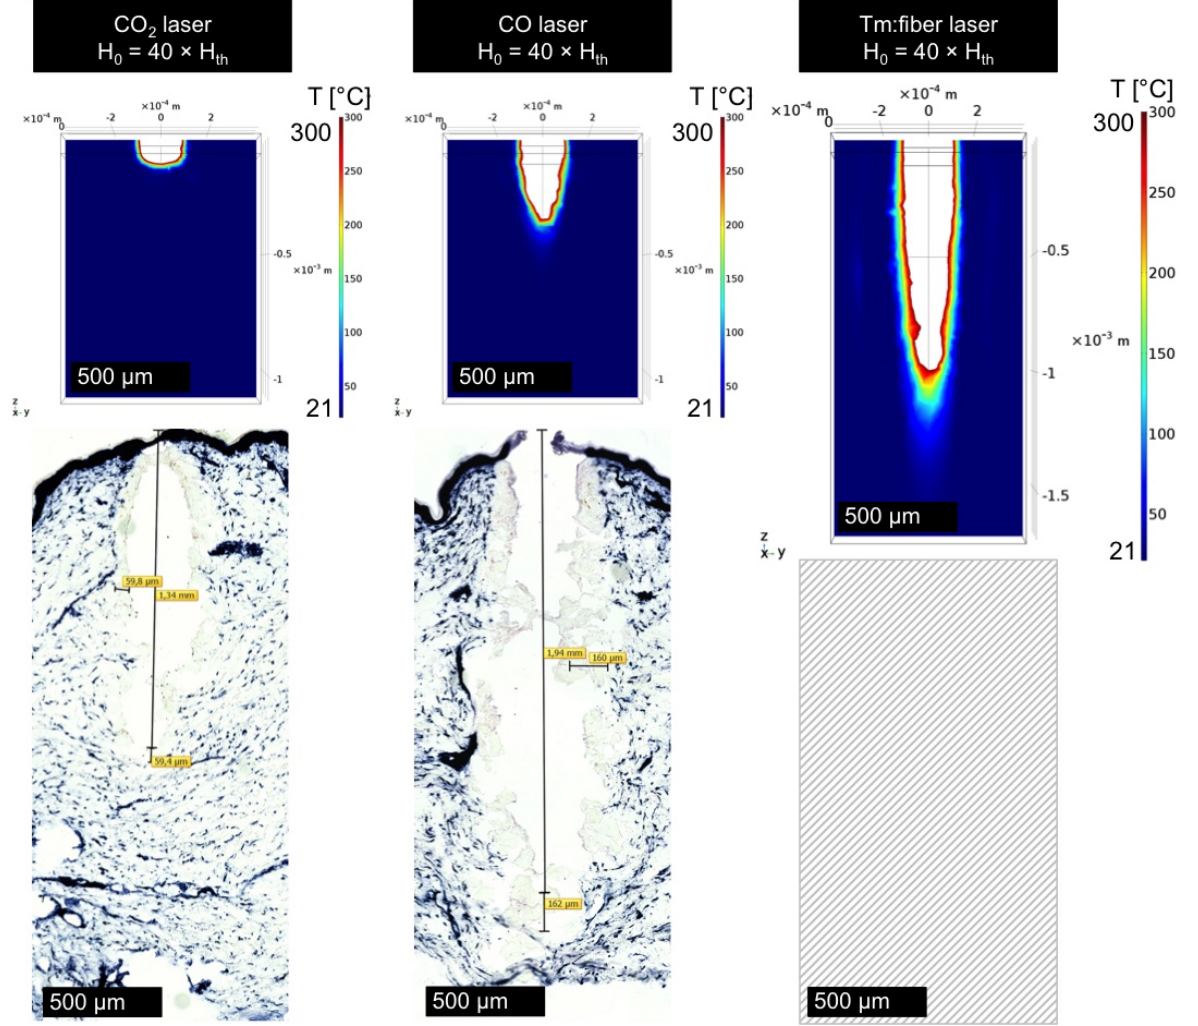 CO₂ laser
H₀ = 40 × Hₜₕ
CO laser
H₀ = 40 × Hₜₕ
Tm:fiber laser
H₀ = 40 × Hₜₕ
×10⁻⁴ m
×10⁻⁴ m
-2 0 2
0
T [°C]
300
300
250
200
150
100
50
21
-0.5
×10⁻³ m
-1
500 µm
z
x y
×10⁻⁴ m
×10⁻⁴ m
-2 0 2
0
T [°C]
300
300
250
200
150
100
50
21
-0.5
×10⁻³ m
-1
500 µm
z
x y
×10⁻⁴ m
×10⁻⁴ m
-2 0 2
0
T [°C]
300
300
250
200
150
100
50
21
-0.5
×10⁻³ m
-1
-1.5
500 µm
z
x y
59,8 µm
1,34 mm
59,4 µm
500 µm
1,94 mm
160 µm
162 µm
500 µm
500 µm